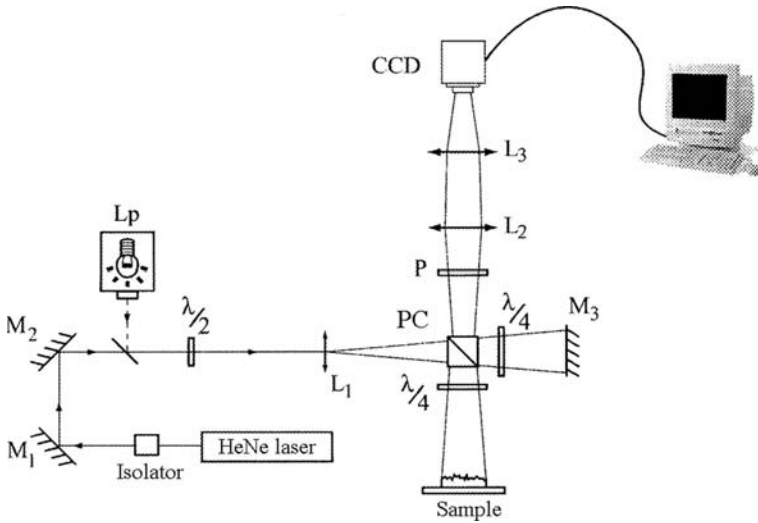 CCD
L₃
Lp
L₂
P
M₂
λ/2
PC
λ/4
M₃
L₁
λ/4
M₁
HeNe laser
Isolator
Sample